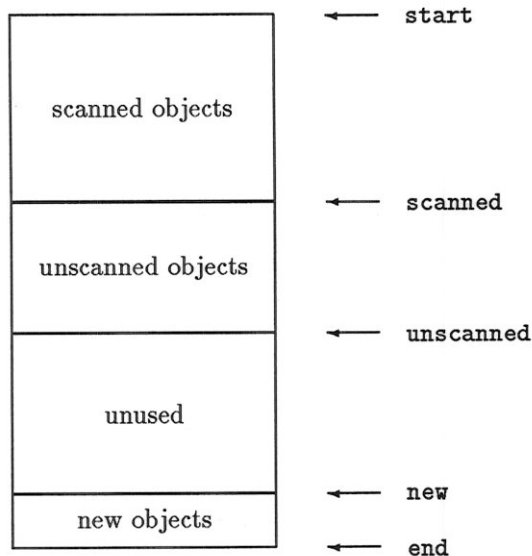 start
scanned objects
scanned
unscanned objects
unscanned
unused
new
new objects
end